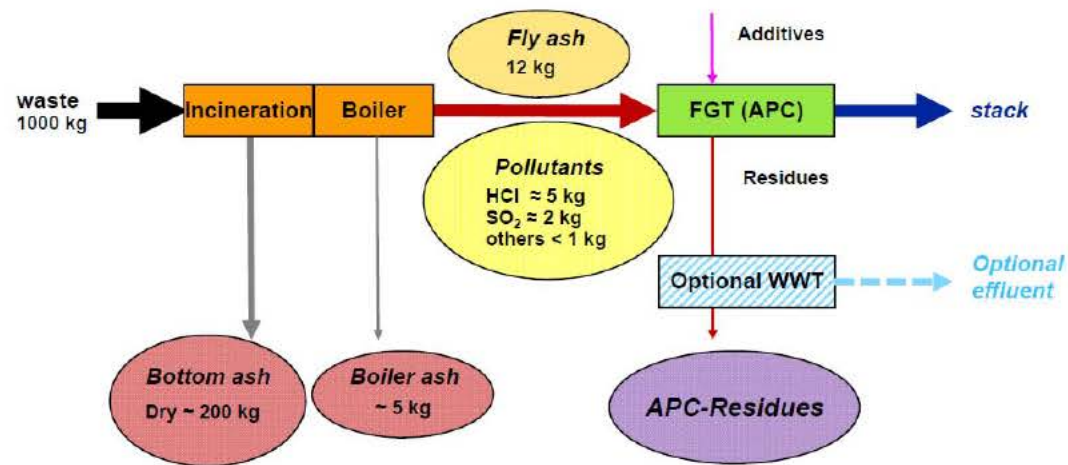 Fly ash
12 kg
Additives
waste
1000 kg
Incineration
Boiler
FGT (APC)
stack
Pollutants
HCl ≈ 5 kg
SO₂ ≈ 2 kg
others < 1 kg
Residues
Optional WWT
Optional
effluent
Bottom ash
Dry ~ 200 kg
Boiler ash
~ 5 kg
APC-Residues